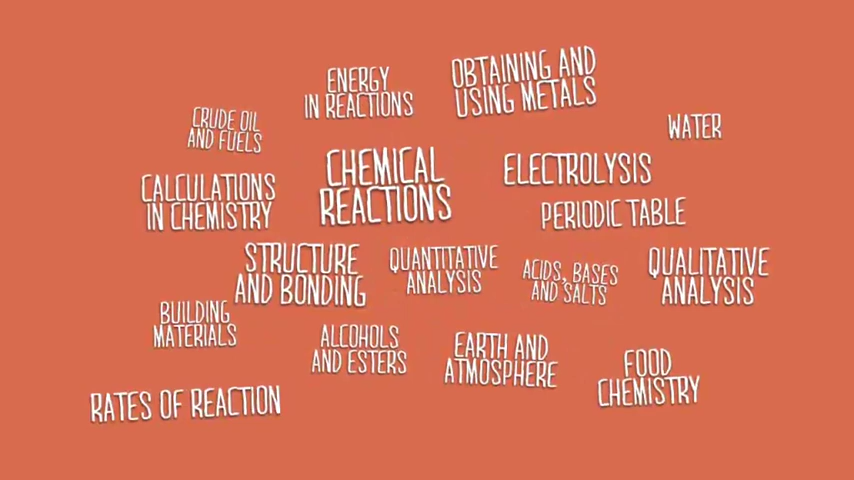 ENERGY
IN REACTIONS
OBTAINING AND
USING METALS
CRUDE OIL
AND FUELS
WATER
CHEMICAL
REACTIONS
ELECTROLYSIS
CALCULATIONS
IN CHEMISTRY
PERIODIC TABLE
STRUCTURE
AND BONDING
QUANTITATIVE
ANALYSIS
ACIDS, BASES
AND SALTS
QUALITATIVE
ANALYSIS
BUILDING
MATERIALS
ALCOHOLS
AND ESTERS
EARTH AND
ATMOSPHERE
FOOD
CHEMISTRY
RATES OF REACTION